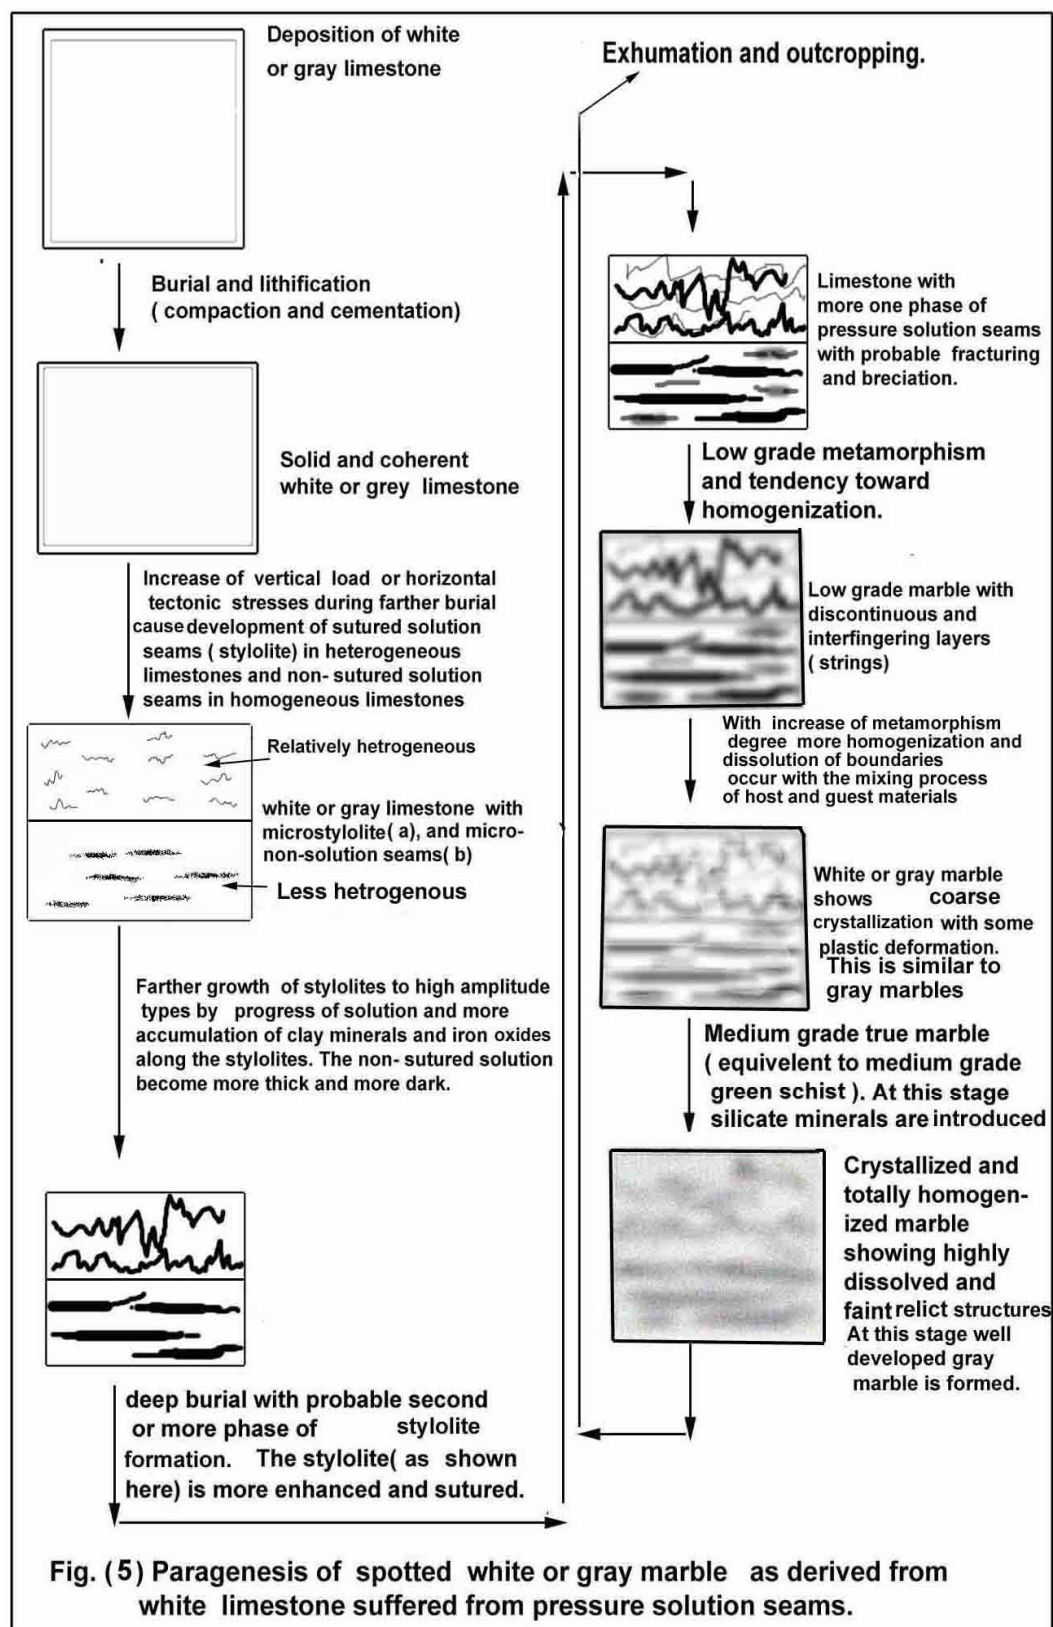 Deposition of white
or gray limestone
Burial and lithification
( compaction and cementation)
Solid and coherent
white or grey limestone
Increase of vertical load or horizontal
tectonic stresses during farther burial
cause development of sutured solution
seams ( stylolite) in heterogeneous
limestones and non- sutured solution
seams in homogeneous limestones
Relatively hetrogeneous
white or gray limestone with
microstylolite( a), and micro-
non-solution seams( b)
Less hetrogenous
Farther growth of stylolites to high amplitude
types by progress of solution and more
accumulation of clay minerals and iron oxides
along the stylolites. The non- sutured solution
become more thick and more dark.
deep burial with probable second
or more phase of stylolite
formation. The stylolite( as shown
here) is more enhanced and sutured.
Exhumation and outcropping.
Limestone with
more one phase of
pressure solution seams
with probable fracturing
and breciation.
Low grade metamorphism
and tendency toward
homogenization.
Low grade marble with
discontinuous and
interfingering layers
( strings)
With increase of metamorphism
degree more homogenization and
dissolution of boundaries
occur with the mixing process
of host and guest materials
White or gray marble
shows coarse
crystallization with some
plastic deformation.
This is similar to
gray marbles
Medium grade true marble
( equivelent to medium grade
green schist ). At this stage
silicate minerals are introduced
Crystallized and
totally homogen-
ized marble
showing highly
dissolved and
faint relict structures
At this stage well
developed gray
marble is formed.
Fig. (5) Paragenesis of spotted white or gray marble as derived from
white limestone suffered from pressure solution seams.